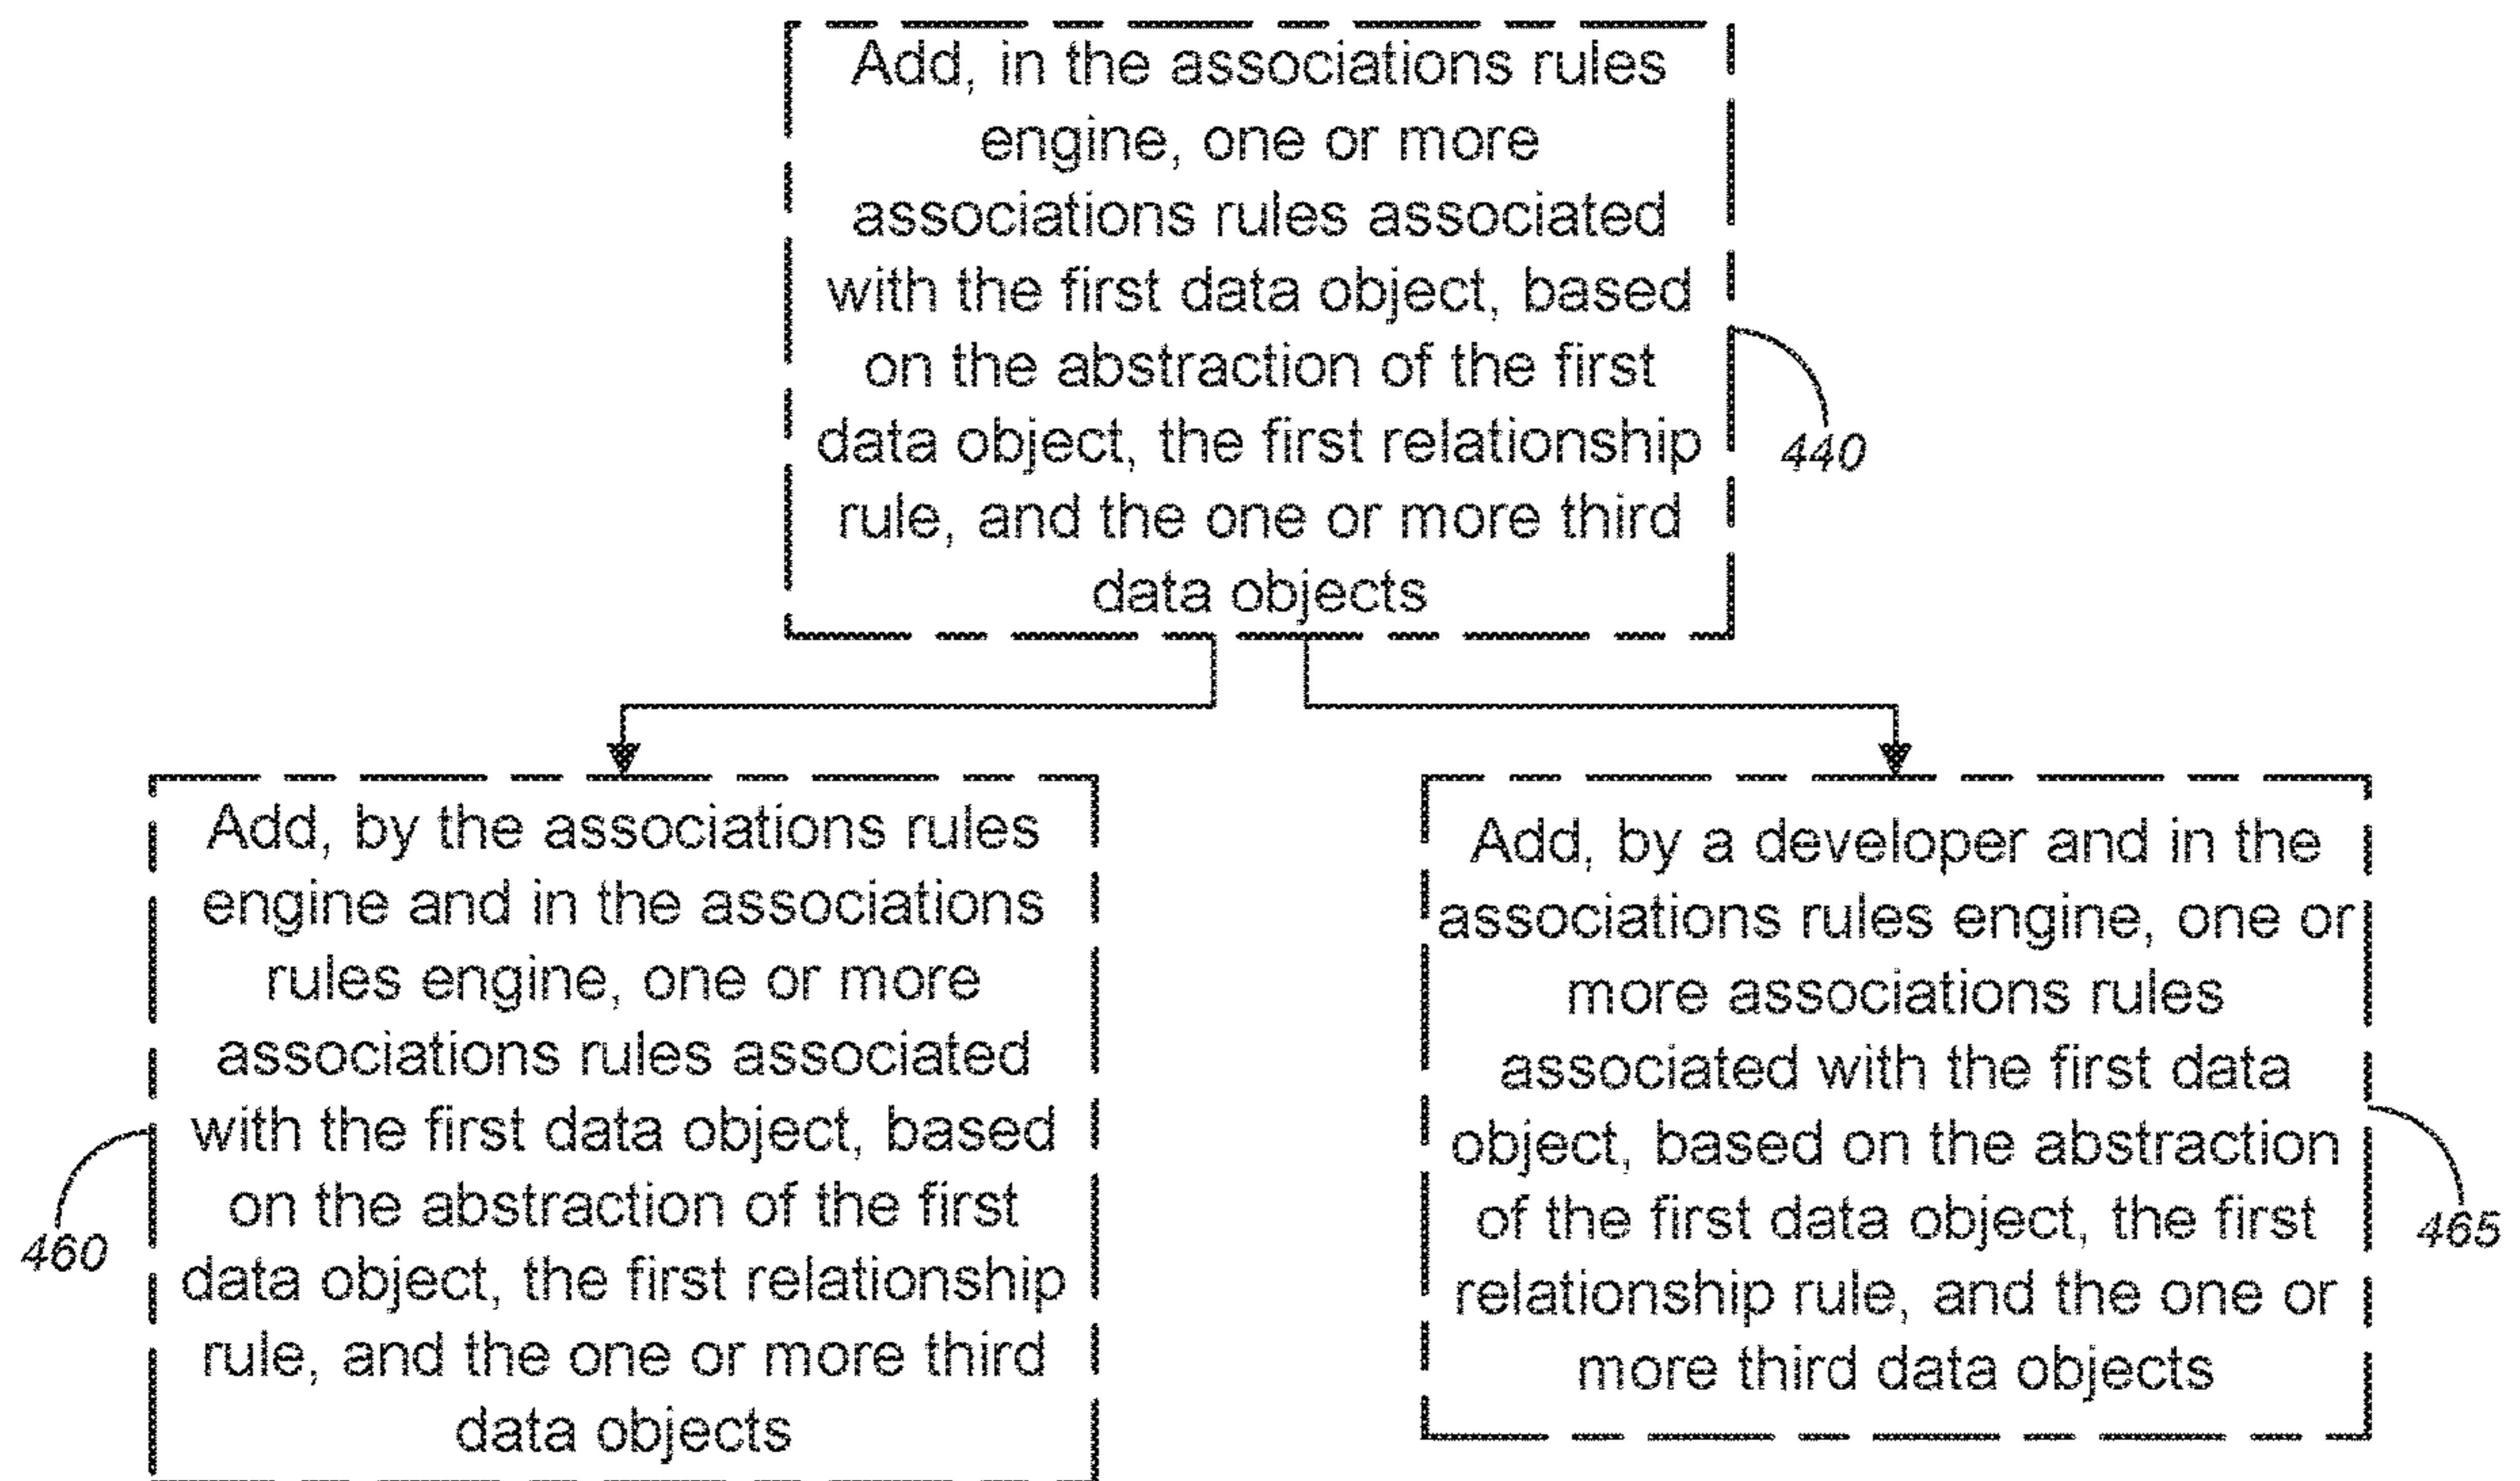 Add, in the associations rules
engine, one or more
associations rules associated
with the first data object, based
on the abstraction of the first
data object, the first relationship
rule, and the one or more third
data objects
440
Add, by the associations rules
engine and in the associations
rules engine, one or more
associations rules associated
with the first data object, based
on the abstraction of the first
data object, the first relationship
rule, and the one or more third
data objects
460
Add, by a developer and in the
associations rules engine, one or
more associations rules
associated with the first data
object, based on the abstraction
of the first data object, the first
relationship rule, and the one or
more third data objects
465